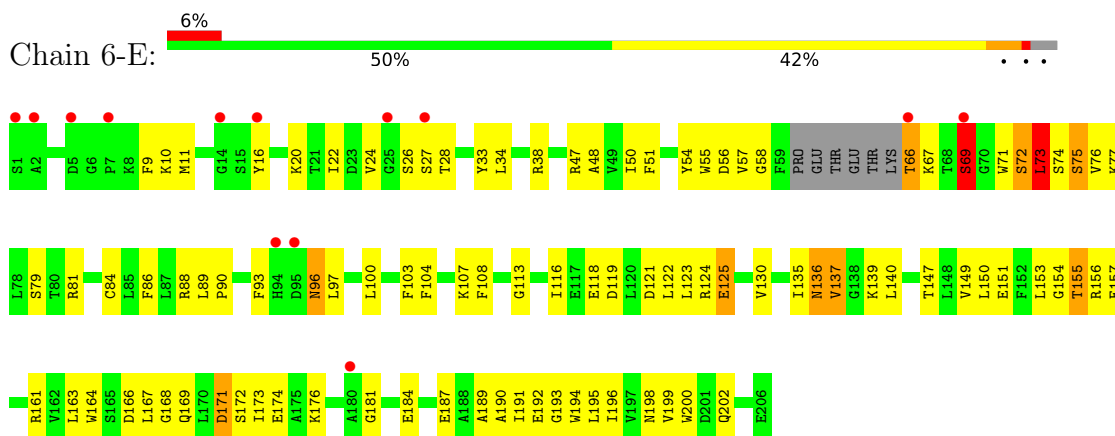 6%
Chain 6-E:
50% 42% • • •
S1 A2 D5 G6 P7 K8 F9 K10 M11 G14 S15 Y16 K20 T21 I22 D23 V24 G25 S26 S27 T28 Y33 L34 R38 R47 A48 V49 I50 F51 Y54 W55 D56 V57 G58 F59 PRO GLU THR GLU THR LYS T66 K67 T68 S69 G70 W71 S72 L73 S74 S75 V76 K77
L78 S79 T80 R81 C84 L85 F86 L87 R88 L89 P90 F93 H94 D95 N96 L97 L100 F103 F104 K107 F108 G113 I116 E117 E118 D119 L120 D121 L122 L123 R124 E125 V130 I135 N136 V137 G138 K139 L140 T147 L148 V149 L150 E151 F152 L153 G154 T155 R156 E157
R161 V162 L163 W164 S165 D166 L167 G168 Q169 L170 D171 S172 I173 E174 A175 K176 A180 G181 E184 E187 A188 A189 A190 I191 E192 G193 W194 L195 I196 V197 N198 V199 W200 D201 Q202 E206